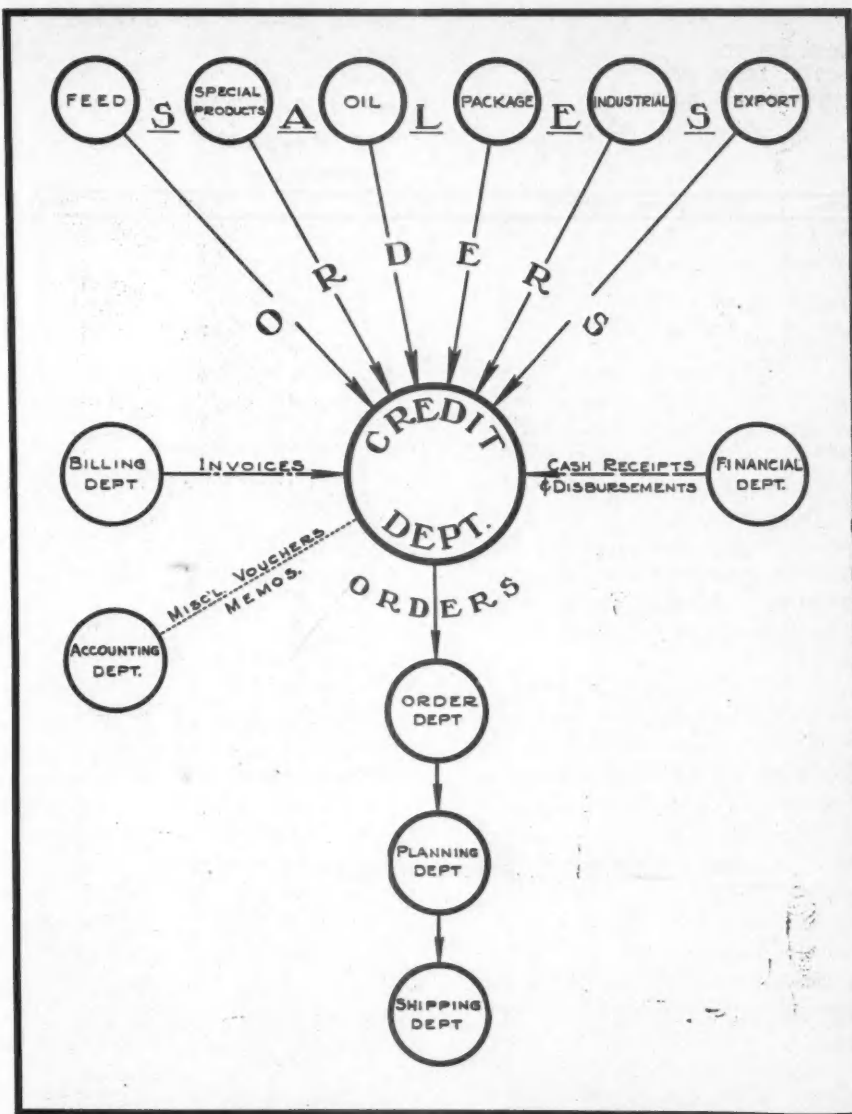 FEED S SPECIAL PRODUCTS A OIL L PACKAGE E INDUSTRIAL S EXPORT
O R D E R S
CREDIT
DEPT.
BILLING
DEPT.
INVOICES
CASH RECEIPTS
& DISBURSEMENTS
FINANCIAL
DEPT.
MISC'L VOUCHERS
MEMOS.
ACCOUNTING
DEPT.
ORDERS
ORDER
DEPT
PLANNING
DEPT
SHIPPING
DEPT